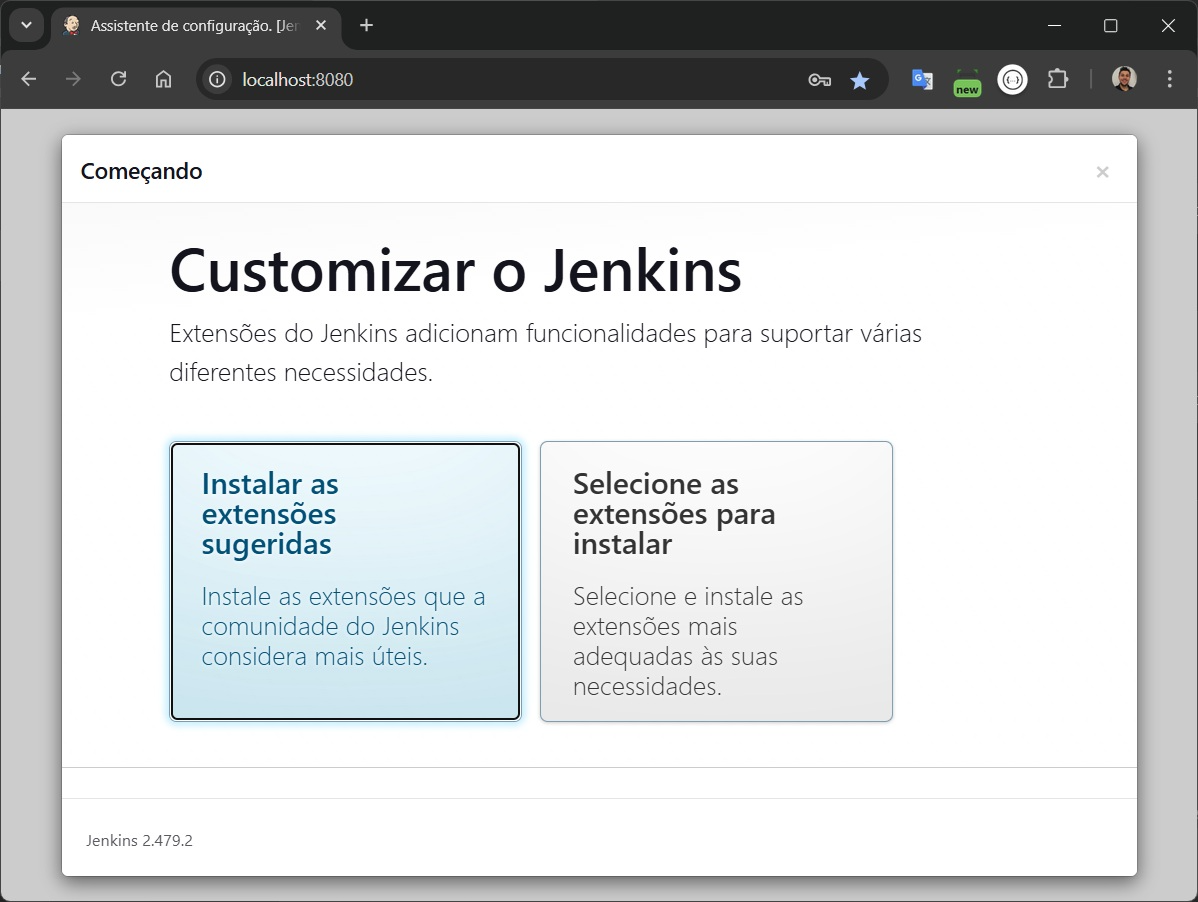 Assistente de configuração. [Jen
localhost:8080
new
Começando
Customizar o Jenkins
Extensões do Jenkins adicionam funcionalidades para suportar várias
diferentes necessidades.
Instalar as
extensões
sugeridas
Instale as extensões que a
comunidade do Jenkins
considera mais úteis.
Selecione as
extensões para
instalar
Selecione e instale as
extensões mais
adequadas às suas
necessidades.
Jenkins 2.479.2